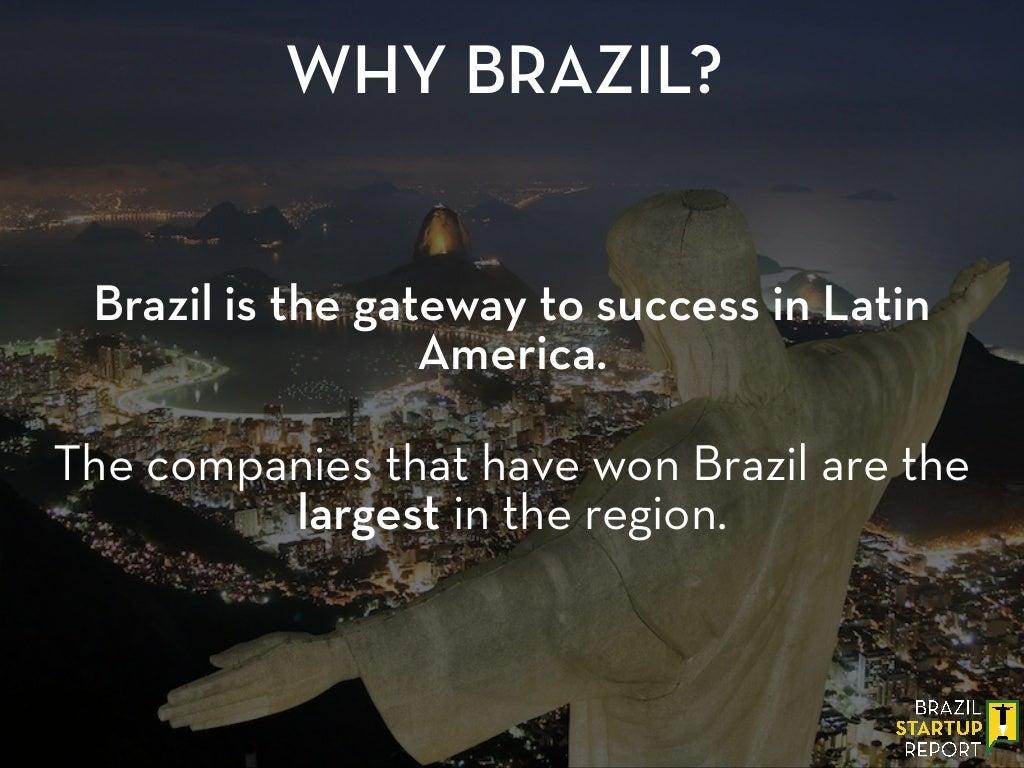 WHY BRAZIL?
Brazil is the gateway to success in Latin
America.
The companies that have won Brazil are the
largest in the region.
BRAZIL
STARTUP
REPORT